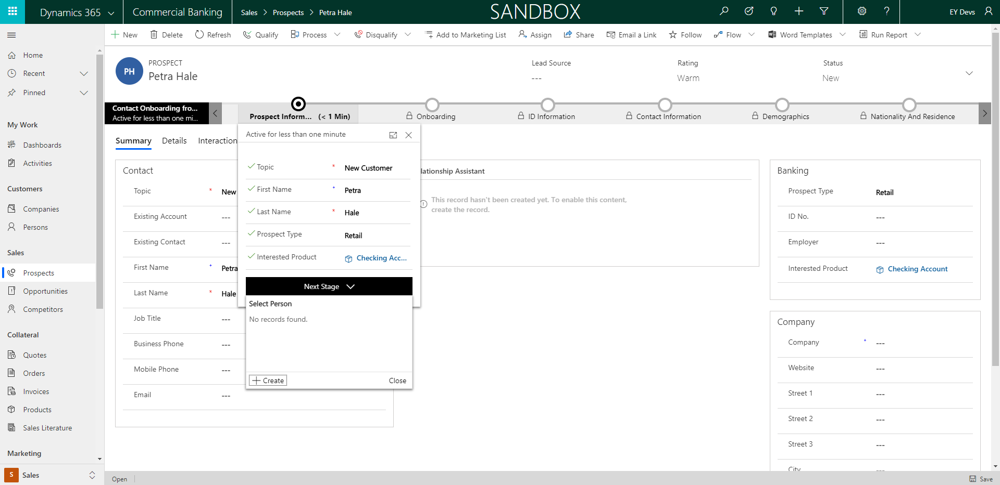 Dynamics 365 Commercial Banking Sales > Prospects > Petra Hale SANDBOX ? EY Devs
New Delete Refresh Qualify Process Disqualify Add to Marketing List Assign Share Email a Link Follow Flow Word Templates Run Report
Home
Recent
Pinned
My Work
Dashboards
Activities
Customers
Companies
Persons
Sales
Prospects
Opportunities
Competitors
Collateral
Quotes
Orders
Invoices
Products
Sales Literature
Marketing
S Sales
PH
PROSPECT
Petra Hale
Lead Source
---
Rating
Warm
Status
New
Contact Onboarding fro...
Active for less than one mi...
Prospect Inform... (< 1 Min)
Onboarding
ID Information
Contact Information
Demographics
Nationality And Residence
Summary Details Interaction
Contact
Topic * New
Existing Account ---
Existing Contact ---
First Name + Petra
Last Name * Hale
Job Title ---
Business Phone ---
Mobile Phone ---
Email ---
Active for less than one minute
Topic * New Customer
First Name + Petra
Last Name * Hale
Prospect Type Retail
Interested Product Checking Acc...
Next Stage
Select Person
No records found.
Create Close
lationship Assistant
This record hasn't been created yet. To enable this content,
create the record.
Banking
Prospect Type Retail
ID No. ---
Employer ---
Interested Product Checking Account
Company
Company + ---
Website ---
Street 1 ---
Street 2 ---
Street 3 ---
City ---
Open Save